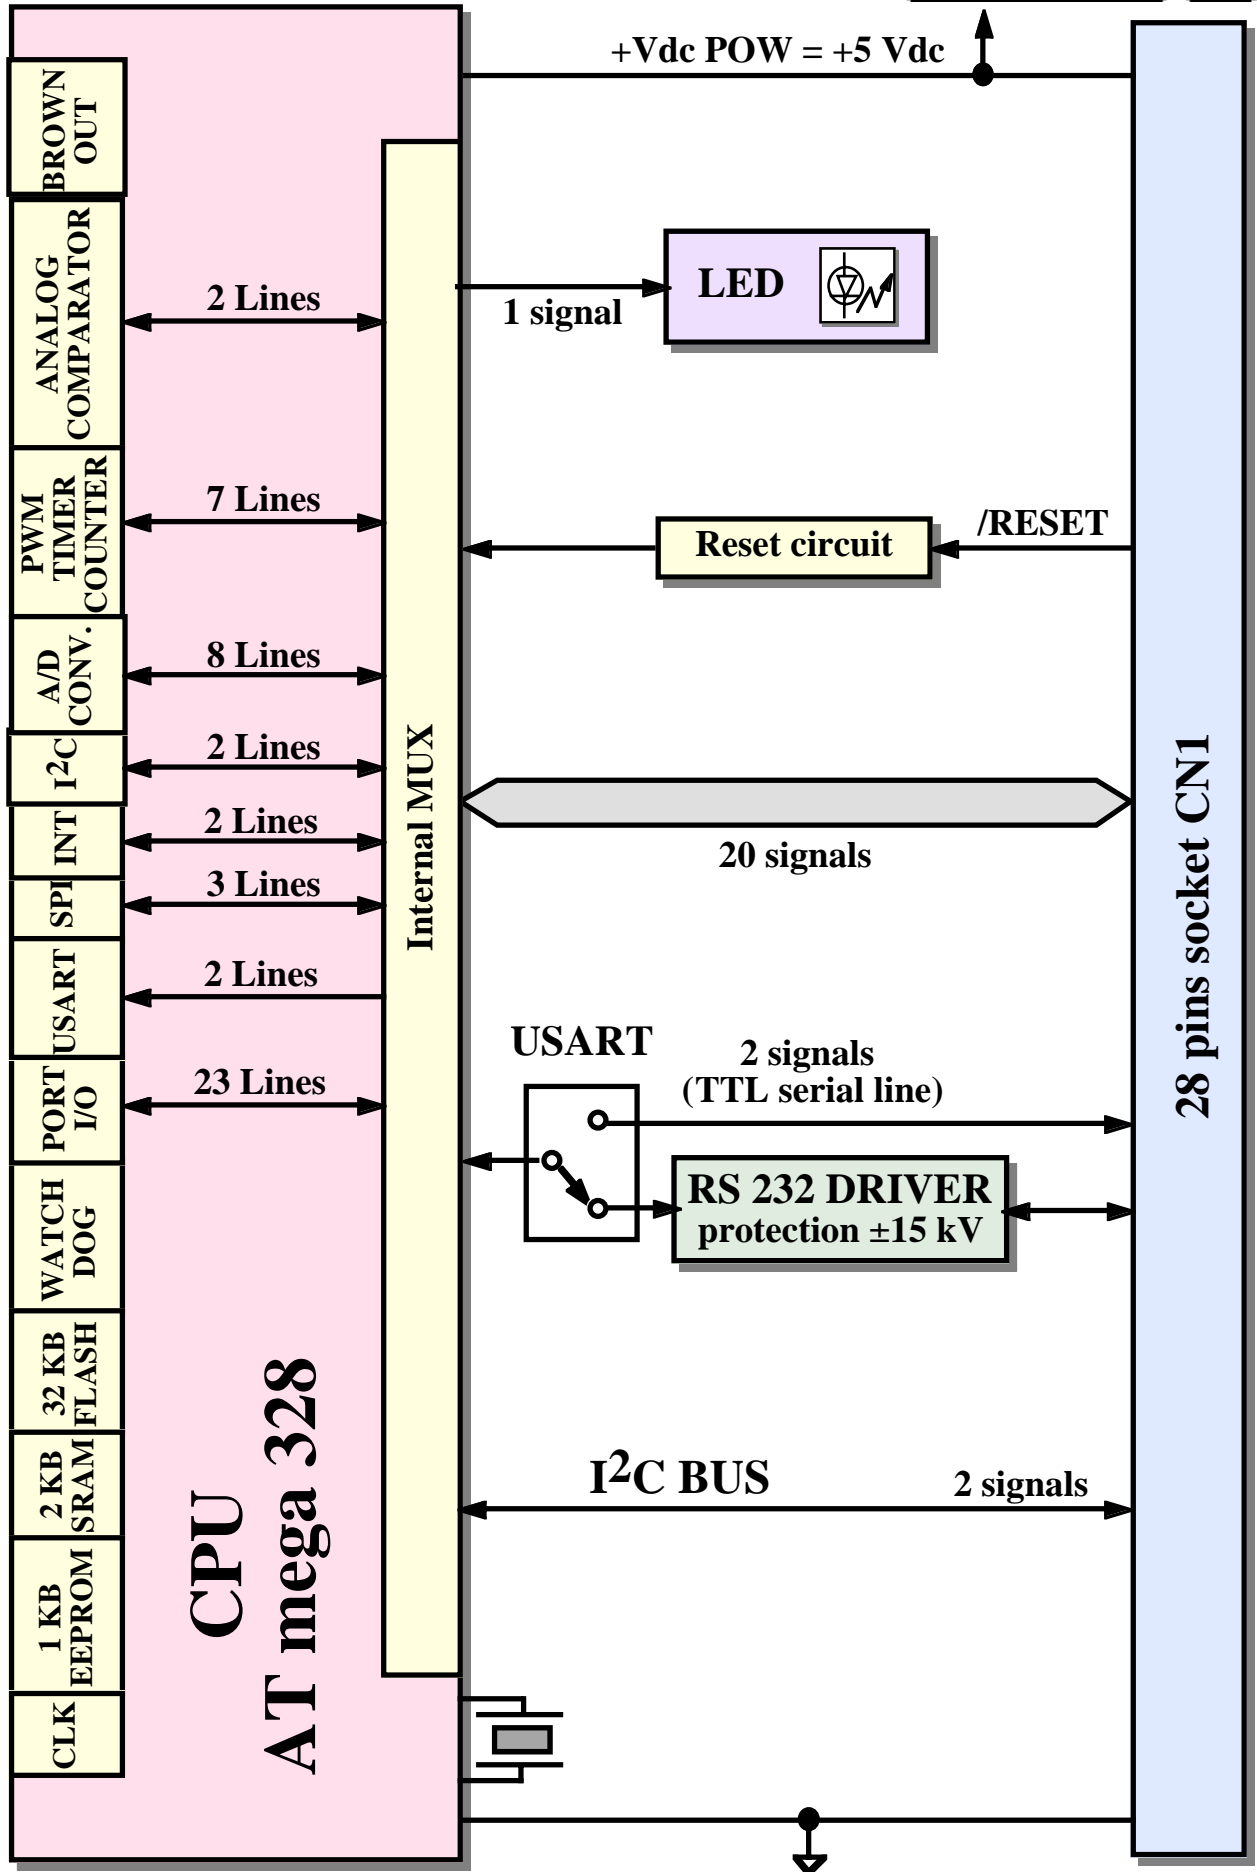 +Vdc POW = +5 Vdc
BROWN
OUT
ANALOG
COMPARATOR
2 Lines
LED
1 signal
PWM
TIMER
COUNTER
7 Lines
Reset circuit
/RESET
A/D
CONV.
8 Lines
I²C
2 Lines
INT
2 Lines
SPI
3 Lines
USART
2 Lines
PORT
I/O
23 Lines
WATCH
DOG
32 KB
FLASH
2 KB
SRAM
1 KB
EEPROM
CLK
CPU
AT mega 328
Internal MUX
20 signals
USART
2 signals
(TTL serial line)
RS 232 DRIVER
protection ±15 kV
I²C BUS
2 signals
28 pins socket CN1